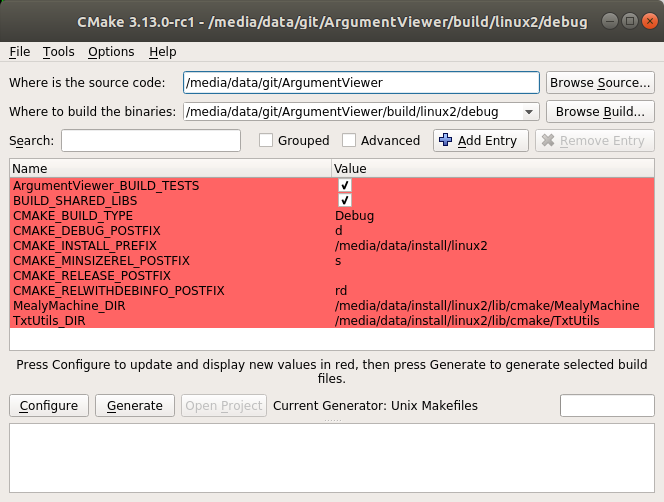 CMake 3.13.0-rc1 - /media/data/git/ArgumentViewer/build/linux2/debug
File Tools Options Help
Where is the source code: /media/data/git/ArgumentViewer Browse Source...
Where to build the binaries: /media/data/git/ArgumentViewer/build/linux2/debug Browse Build...
Search: Grouped Advanced Add Entry Remove Entry
Name Value
ArgumentViewer_BUILD_TESTS
BUILD_SHARED_LIBS
CMAKE_BUILD_TYPE Debug
CMAKE_DEBUG_POSTFIX d
CMAKE_INSTALL_PREFIX /media/data/install/linux2
CMAKE_MINSIZEREL_POSTFIX s
CMAKE_RELEASE_POSTFIX
CMAKE_RELWITHDEBINFO_POSTFIX rd
MealyMachine_DIR /media/data/install/linux2/lib/cmake/MealyMachine
TxtUtils_DIR /media/data/install/linux2/lib/cmake/TxtUtils
Press Configure to update and display new values in red, then press Generate to generate selected build
files.
Configure Generate Open Project Current Generator: Unix Makefiles